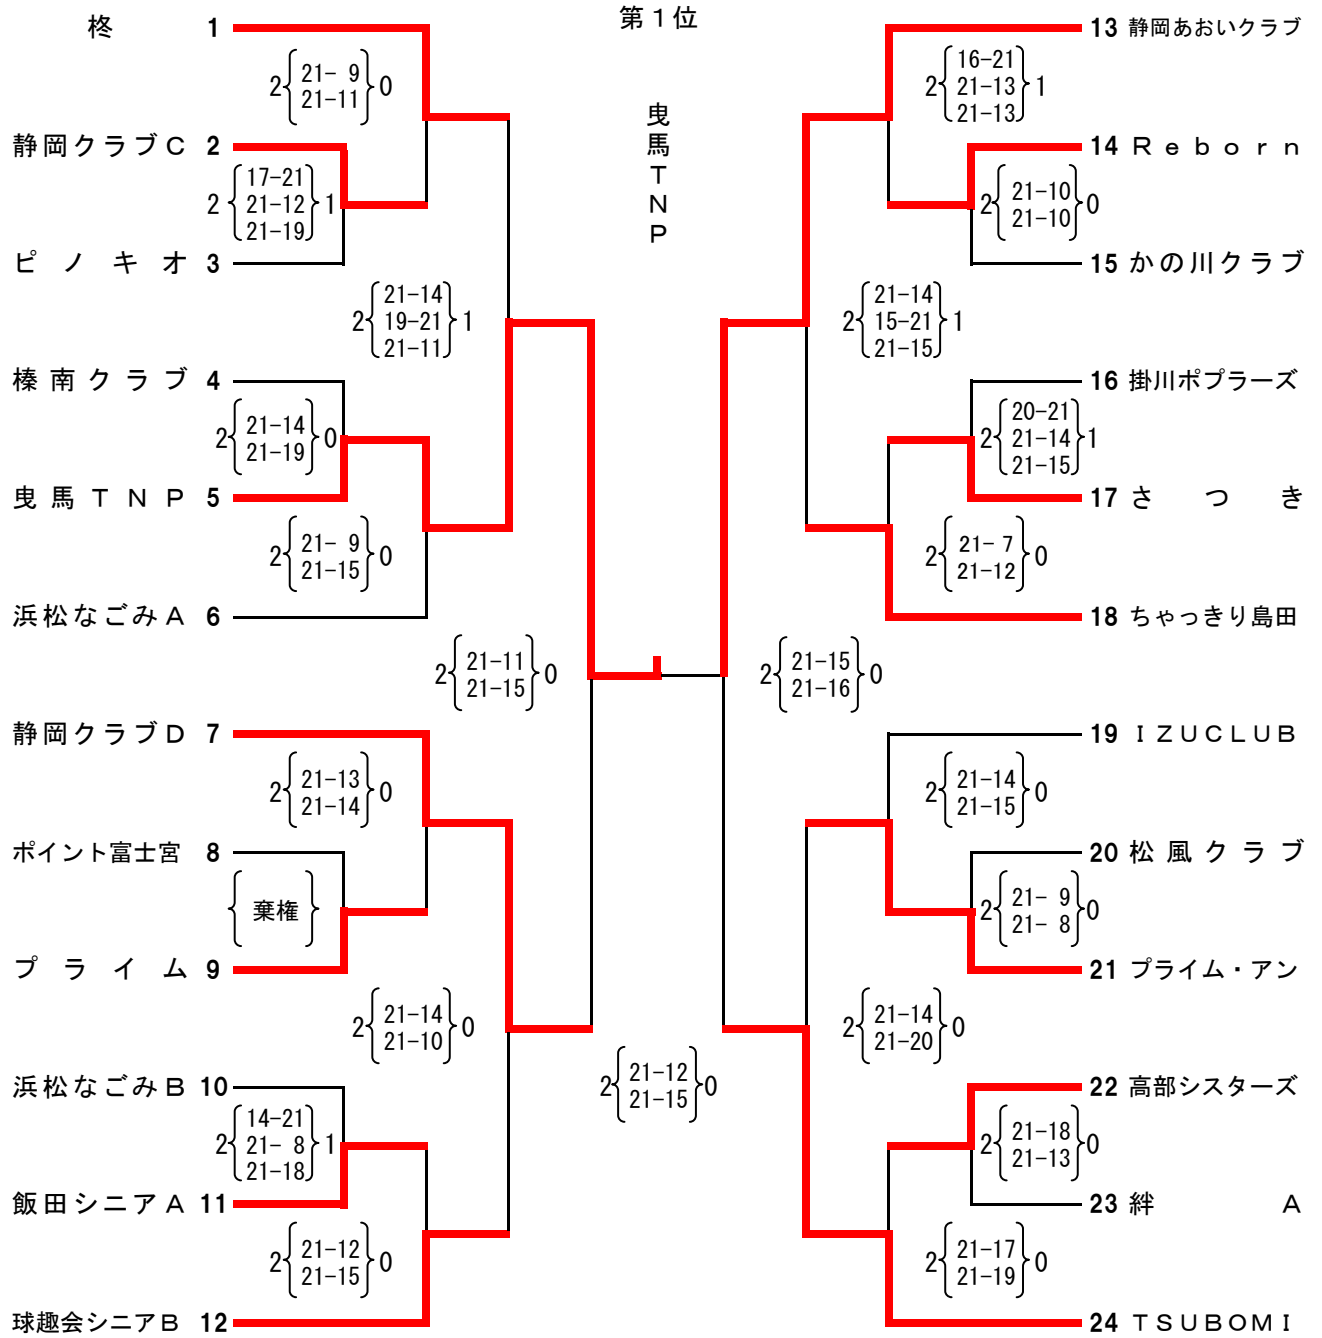 第１位
曳馬ＴＮＰ
柊 1
2 21- 9 0
21-11
静岡クラブＣ 2
17-21
2 21-12 1
21-19
ピノキオ 3
21-14
2 19-21 1
21-11
榛南クラブ 4
2 21-14 0
21-19
曳馬ＴＮＰ 5
2 21- 9 0
21-15
浜松なごみＡ 6
2 21-11 0
21-15
静岡クラブＤ 7
2 21-13 0
21-14
ポイント富士宮 8
棄権
プライム 9
2 21-14 0
21-10
浜松なごみＢ 10
14-21
2 21- 8 1
21-18
飯田シニアＡ 11
2 21-12 0
21-15
球趣会シニアＢ 12
2 21-12 0
21-15
13 静岡あおいクラブ
16-21
2 21-13 1
21-13
14 Ｒｅｂｏｒｎ
2 21-10 0
21-10
15 かの川クラブ
21-14
2 15-21 1
21-15
16 掛川ポプラーズ
20-21
2 21-14 1
21-15
17 さつき
2 21- 7 0
21-12
18 ちゃっきり島田
2 21-15 0
21-16
19 ＩＺＵＣＬＵＢ
2 21-14 0
21-15
20 松風クラブ
2 21- 9 0
21- 8
21 プライム・アン
2 21-14 0
21-20
22 高部シスターズ
2 21-18 0
21-13
23 絆Ａ
2 21-17 0
21-19
24 ＴＳＵＢＯＭＩ